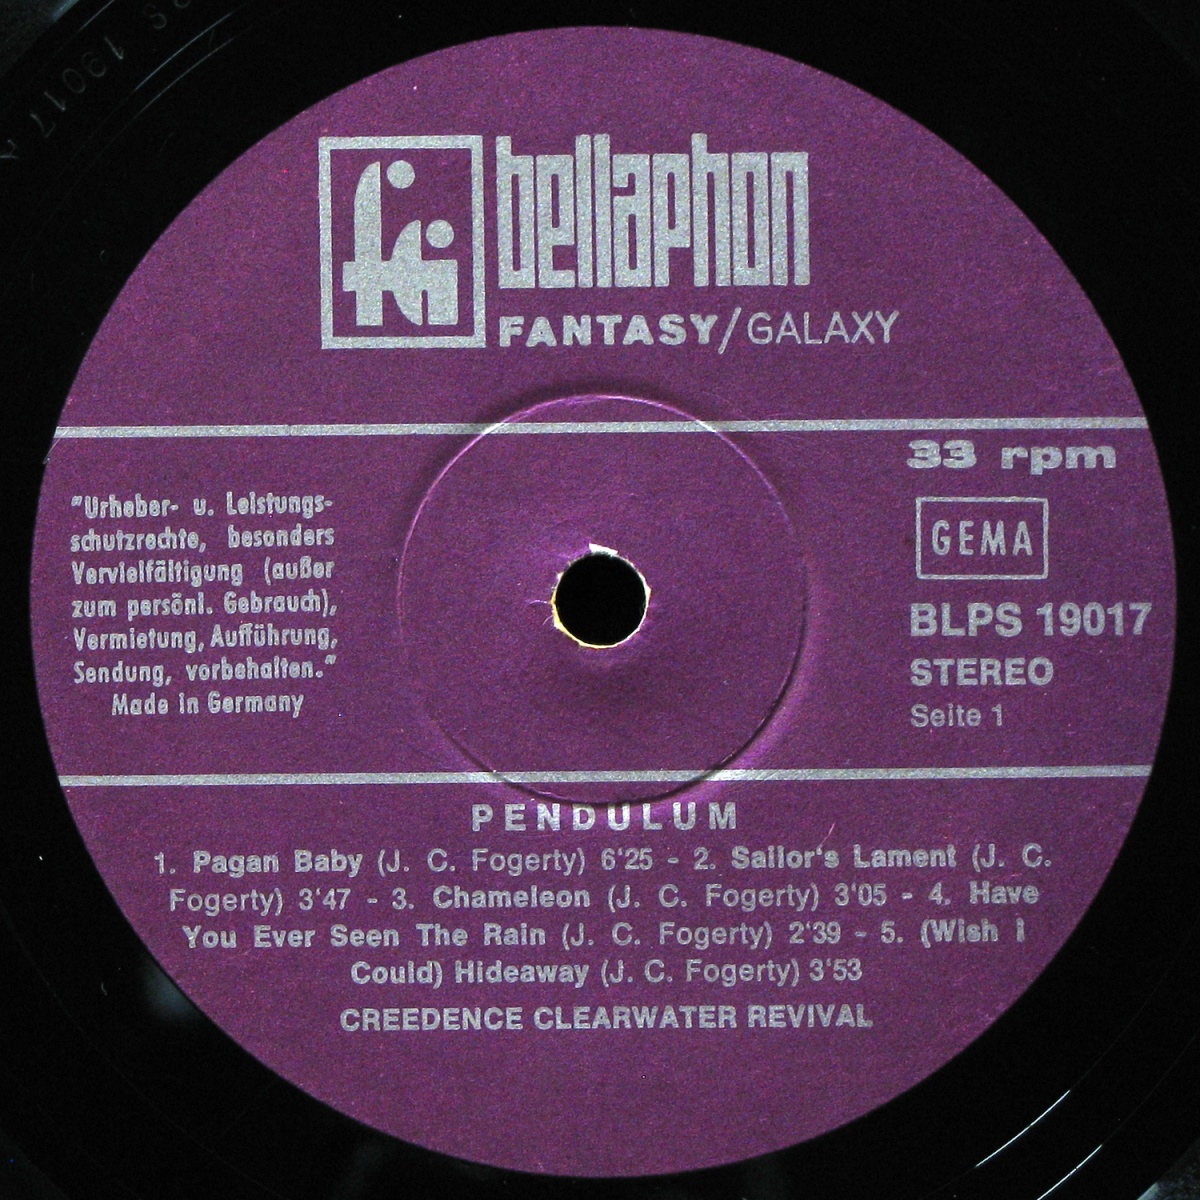 bellaphon
FANTASY/GALAXY
33 rpm
GEMA
BLPS 19017
STEREO
Seite 1
"Urheber- u. Leistungs-
schutzrechte, besonders
Vervielfältigung (außer
zum persönl. Gebrauch),
Vermietung, Aufführung,
Sendung, vorbehalten."
Made in Germany
PENDULUM
1. Pagan Baby (J. C. Fogerty) 6'25 - 2. Sailor's Lament (J. C.
Fogerty) 3'47 - 3. Chameleon (J. C. Fogerty) 3'05 - 4. Have
You Ever Seen The Rain (J. C. Fogerty) 2'39 - 5. (Wish I
Could) Hideaway (J. C. Fogerty) 3'53
CREEDENCE CLEARWATER REVIVAL